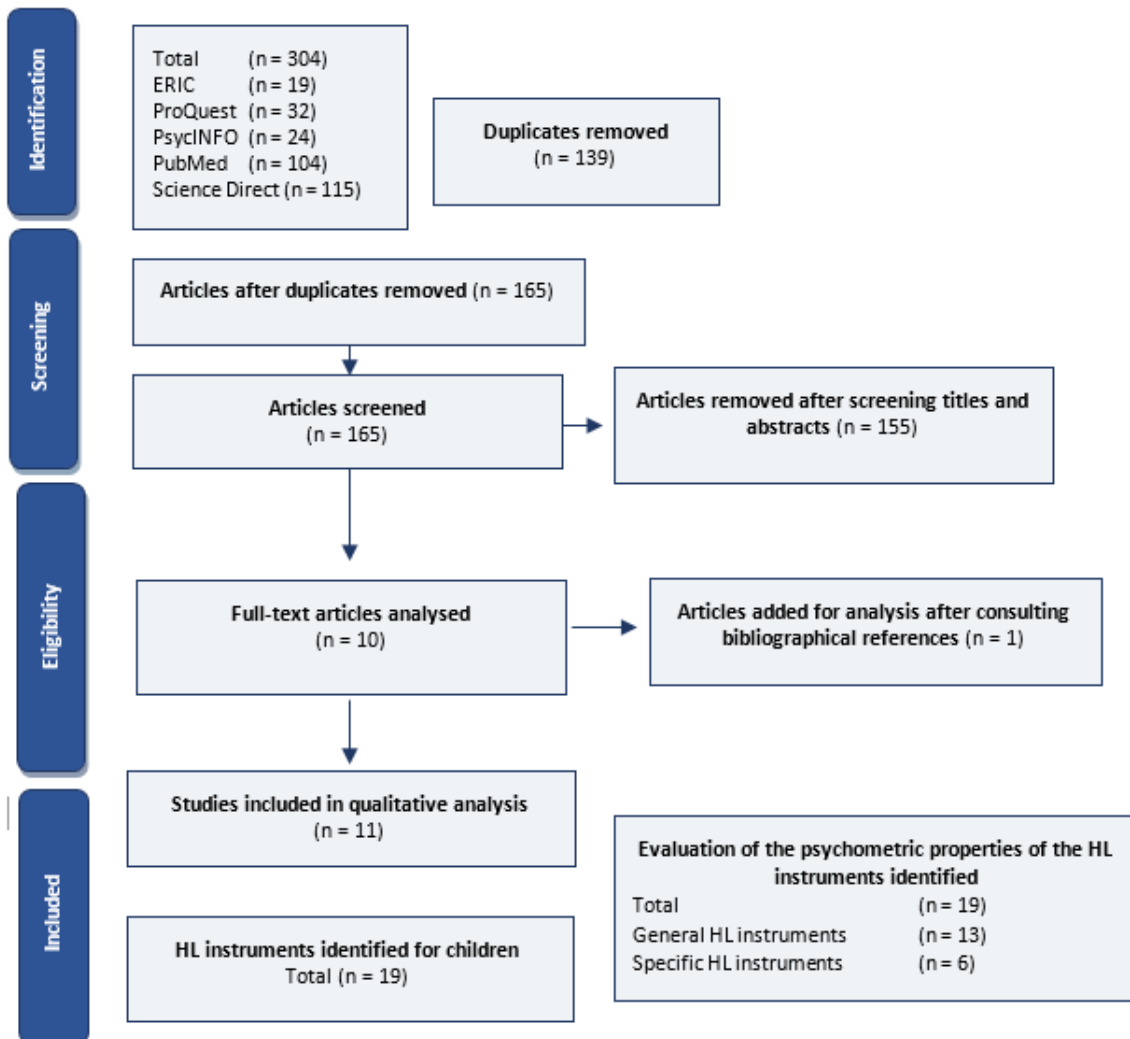 Identification
Total (n = 304)
ERIC (n = 19)
ProQuest (n = 32)
PsycINFO (n = 24)
PubMed (n = 104)
Science Direct (n = 115)
Duplicates removed
(n = 139)
Screening
Articles after duplicates removed (n = 165)
Articles screened
(n = 165)
Articles removed after screening titles and
abstracts (n = 155)
Eligibility
Full-text articles analysed
(n = 10)
Articles added for analysis after consulting
bibliographical references (n = 1)
Included
Studies included in qualitative analysis
(n = 11)
HL instruments identified for children
Total (n = 19)
Evaluation of the psychometric properties of the HL
instruments identified
Total (n = 19)
General HL instruments (n = 13)
Specific HL instruments (n = 6)